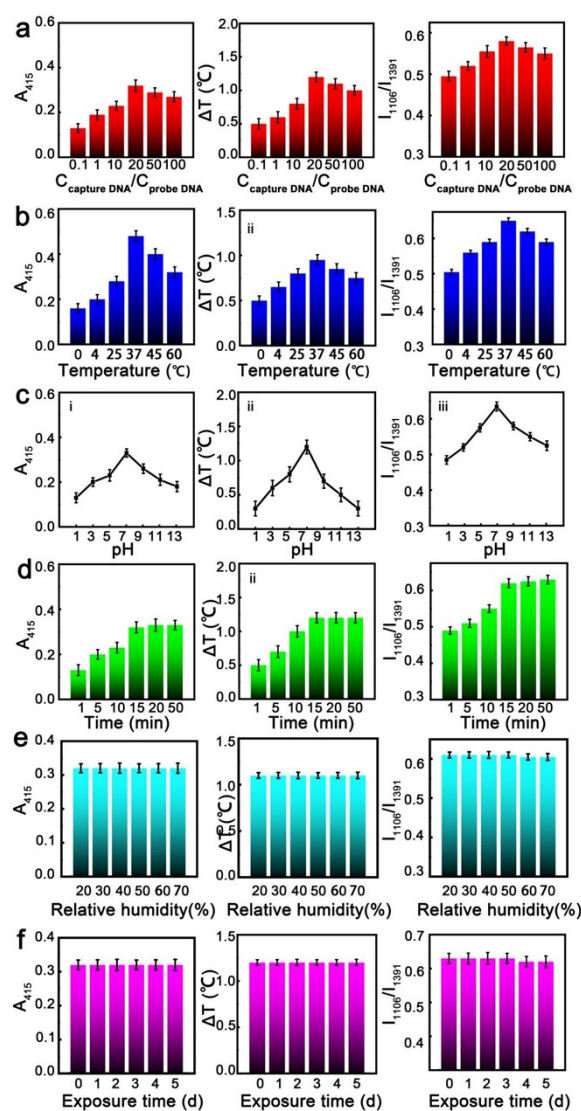 a
0.6
0.4
0.2
0.0
A415
0.1 1 10 20 50 100
Ccapture DNA/Cprobe DNA
2.0
1.5
1.0
0.5
0.0
ΔT (℃)
0.1 1 10 20 50 100
Ccapture DNA/Cprobe DNA
0.6
0.5
0.4
0.3
I1106/I1391
0.1 1 10 20 50 100
Ccapture DNA/Cprobe DNA
b
0.6
0.4
0.2
0.0
A415
0 4 25 37 45 60
Temperature (℃)
ii
1.5
1.0
0.5
0.0
ΔT (℃)
0 4 25 37 45 60
Temperature (℃)
0.6
0.5
0.4
0.3
I1106/I1391
0 4 25 37 45 60
Temperature (℃)
c
i
0.6
0.4
0.2
0.0
A415
1 3 5 7 9 11 13
pH
ii
2.0
1.5
1.0
0.5
0.0
ΔT (℃)
1 3 5 7 9 11 13
pH
iii
0.6
0.5
0.4
0.3
I1106/I1391
1 3 5 7 9 11 13
pH
d
0.6
0.4
0.2
0.0
A415
1 5 10 15 20 50
Time (min)
ii
2.0
1.5
1.0
0.5
0.0
ΔT (℃)
1 5 10 15 20 50
Time (min)
0.6
0.5
0.4
0.3
I1106/I1391
1 5 10 15 20 50
Time (min)
e
0.4
0.3
0.2
0.1
0.0
A415
20 30 40 50 60 70
Relative humidity(%)
1.5
1.0
0.5
0.0
ΔT (℃)
20 30 40 50 60 70
Relative humidity(%)
0.6
0.5
0.4
0.3
I1106/I1391
20 30 40 50 60 70
Relative humidity(%)
f
0.4
0.3
0.2
0.1
0.0
A415
0 1 2 3 4 5
Exposure time (d)
1.5
1.0
0.5
0.0
ΔT (℃)
0 1 2 3 4 5
Exposure time (d)
0.6
0.5
0.4
I1106/I1391
0 1 2 3 4 5
Exposure time (d)